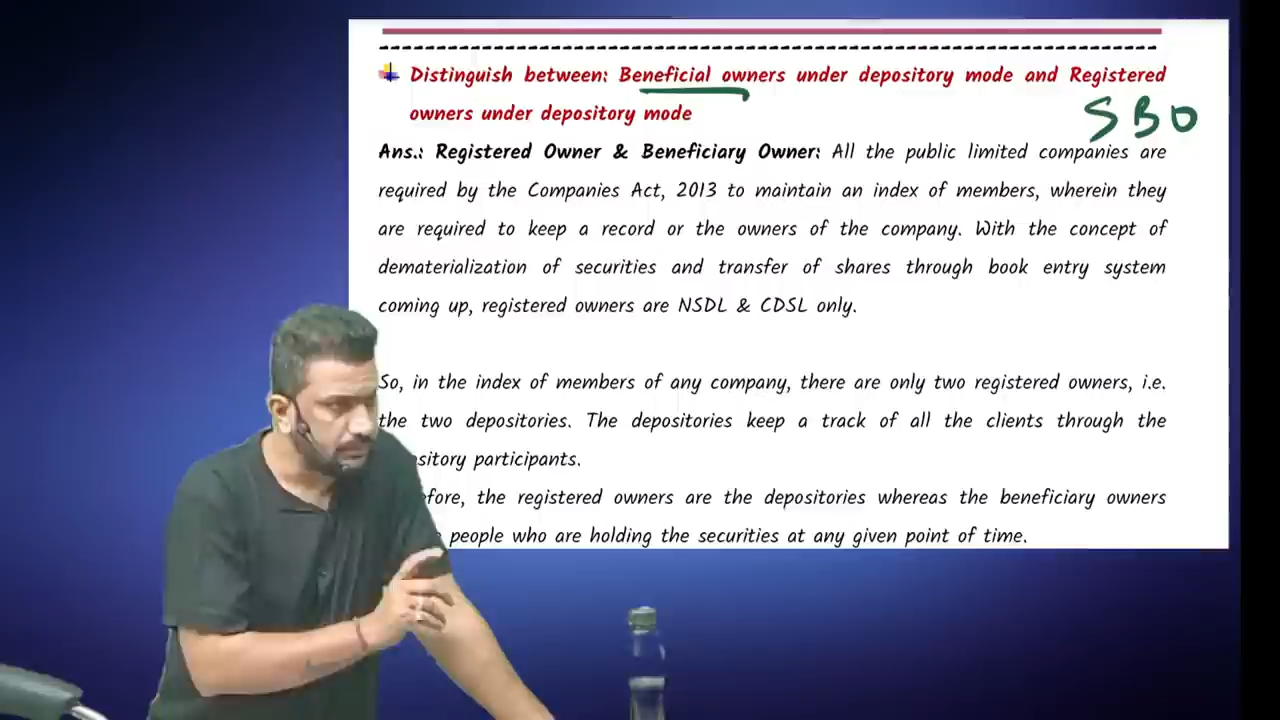 Distinguish between: Beneficial owners under depository mode and Registered
owners under depository mode
SBO
Ans.: Registered Owner & Beneficiary Owner: All the public limited companies are
required by the Companies Act, 2013 to maintain an index of members, wherein they
are required to keep a record or the owners of the company. With the concept of
dematerialization of securities and transfer of shares through book entry system
coming up, registered owners are NSDL & CDSL only.
So, in the index of members of any company, there are only two registered owners, i.e.
the two depositories. The depositories keep a track of all the clients through the
participants.
the registered owners are the depositories whereas the beneficiary owners
people who are holding the securities at any given point of time.